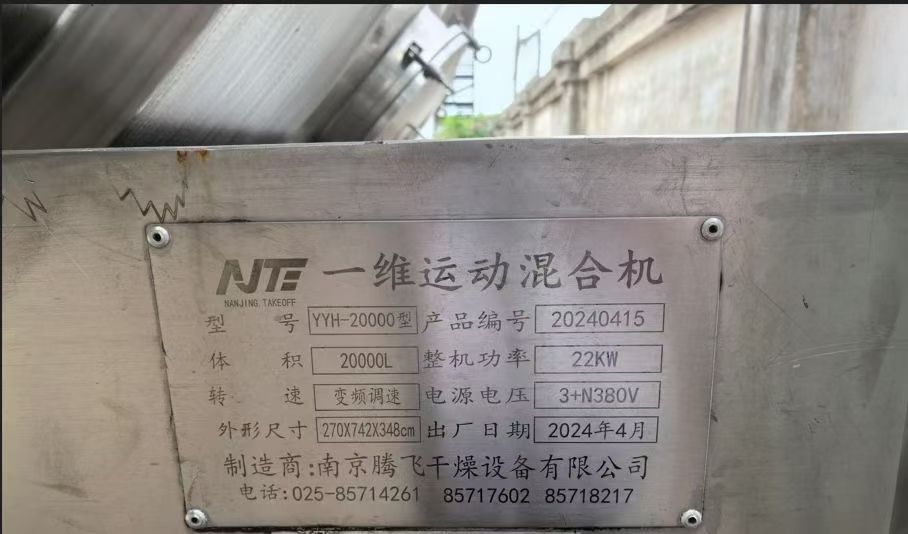 NJTF 一维运动混合机
NANJING.TAKEOFF
型 号 YYH-20000型 产品编号 20240415
体 积 20000L 整机功率 22KW
转 速 变频调速 电源电压 3+N380V
外形尺寸 270X742X348cm 出厂日期 2024年4月
制造商:南京腾飞干燥设备有限公司
电话:025-85714261 85717602 85718217